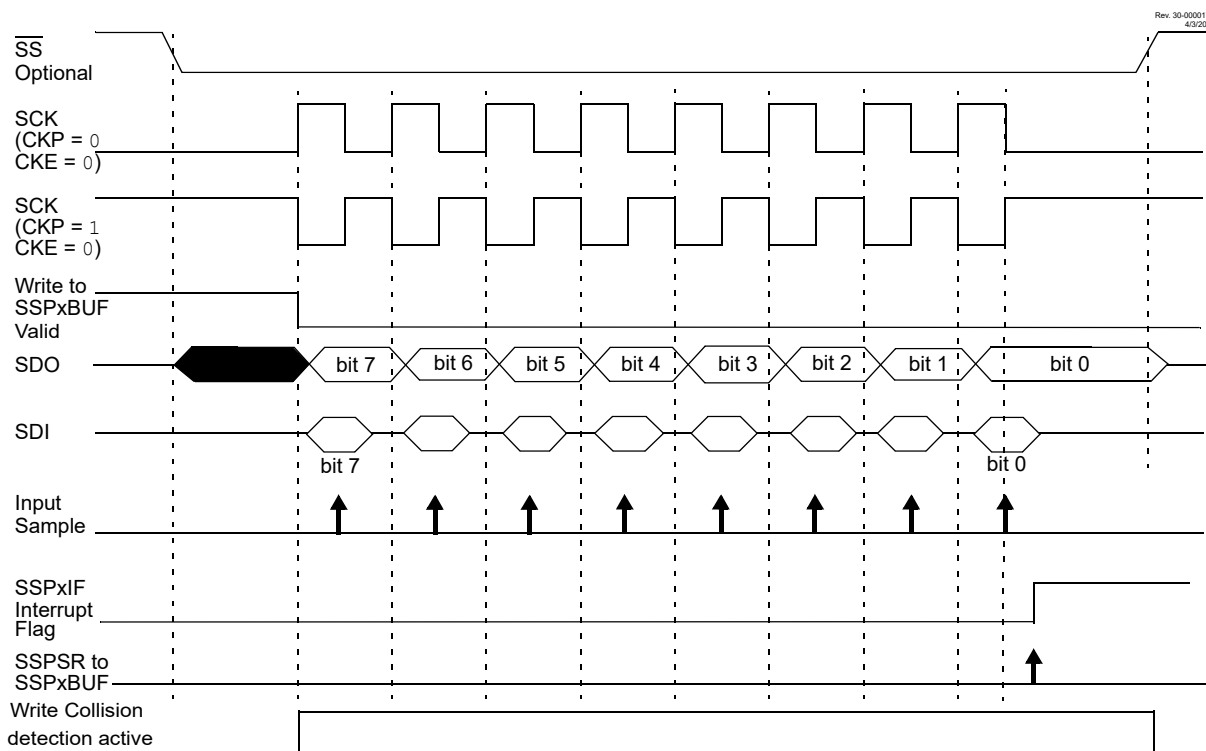 Rev. 30-00001
4/3/20
SS
Optional
SCK
(CKP = 0
CKE = 0)
SCK
(CKP = 1
CKE = 0)
Write to
SSPxBUF
Valid
SDO
bit 7 bit 6 bit 5 bit 4 bit 3 bit 2 bit 1 bit 0
SDI
bit 7 bit 0
Input
Sample
SSPxIF
Interrupt
Flag
SSPSR to
SSPxBUF
Write Collision
detection active